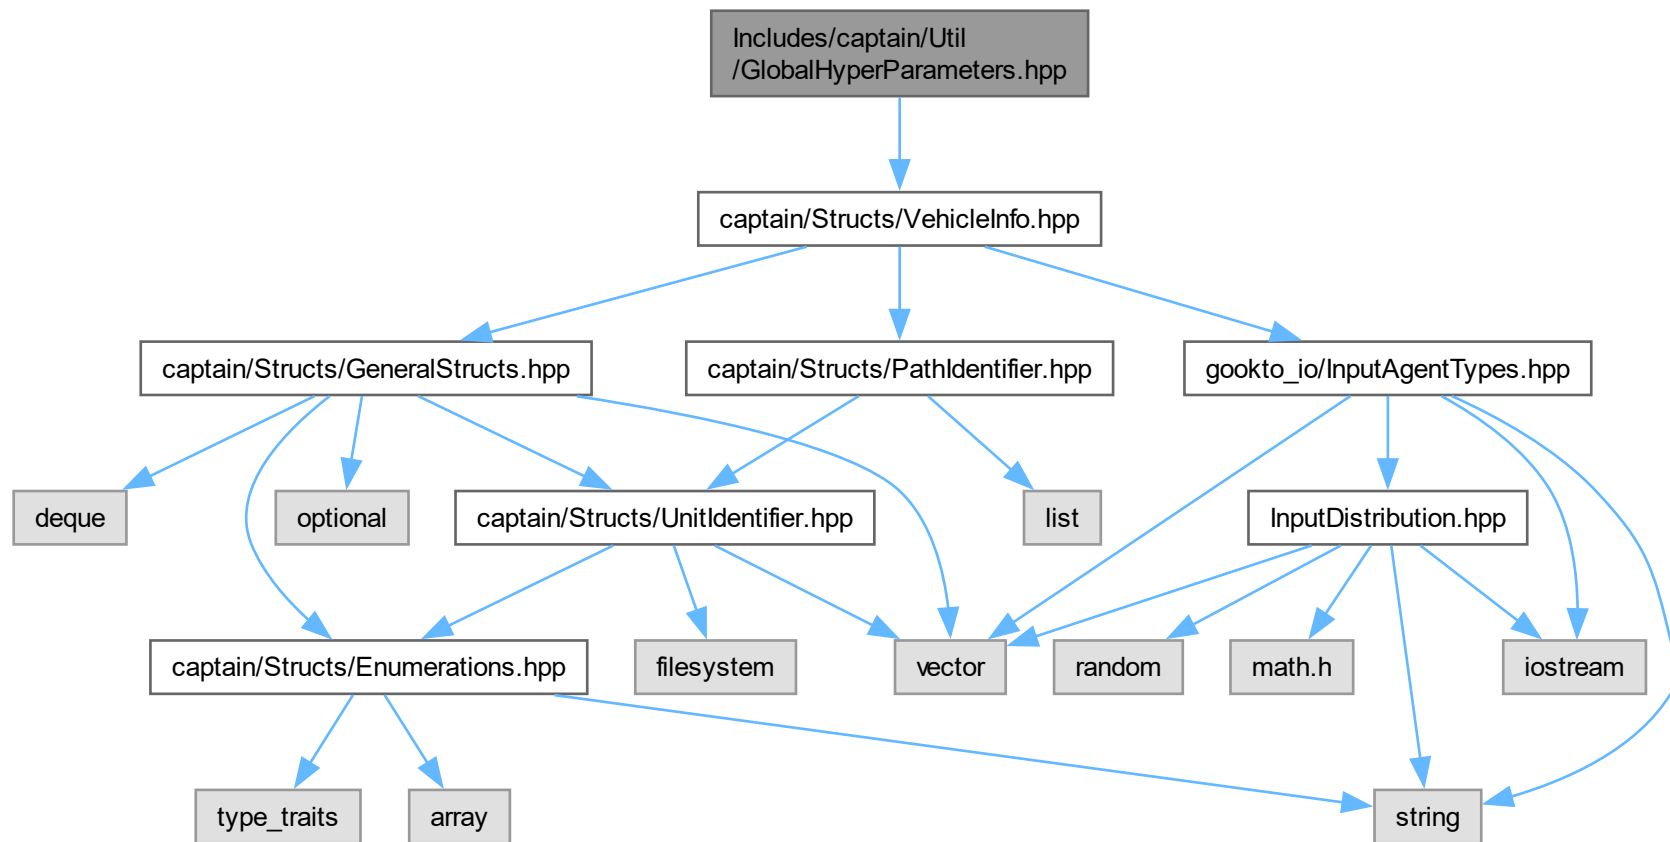 Includes/captain/Util
/GlobalHyperParameters.hpp
captain/Structs/VehicleInfo.hpp
captain/Structs/GeneralStructs.hpp
captain/Structs/PathIdentifier.hpp
gookto_io/InputAgentTypes.hpp
deque
optional
captain/Structs/UnitIdentifier.hpp
list
InputDistribution.hpp
captain/Structs/Enumerations.hpp
filesystem
vector
random
math.h
iostream
type_traits
array
string